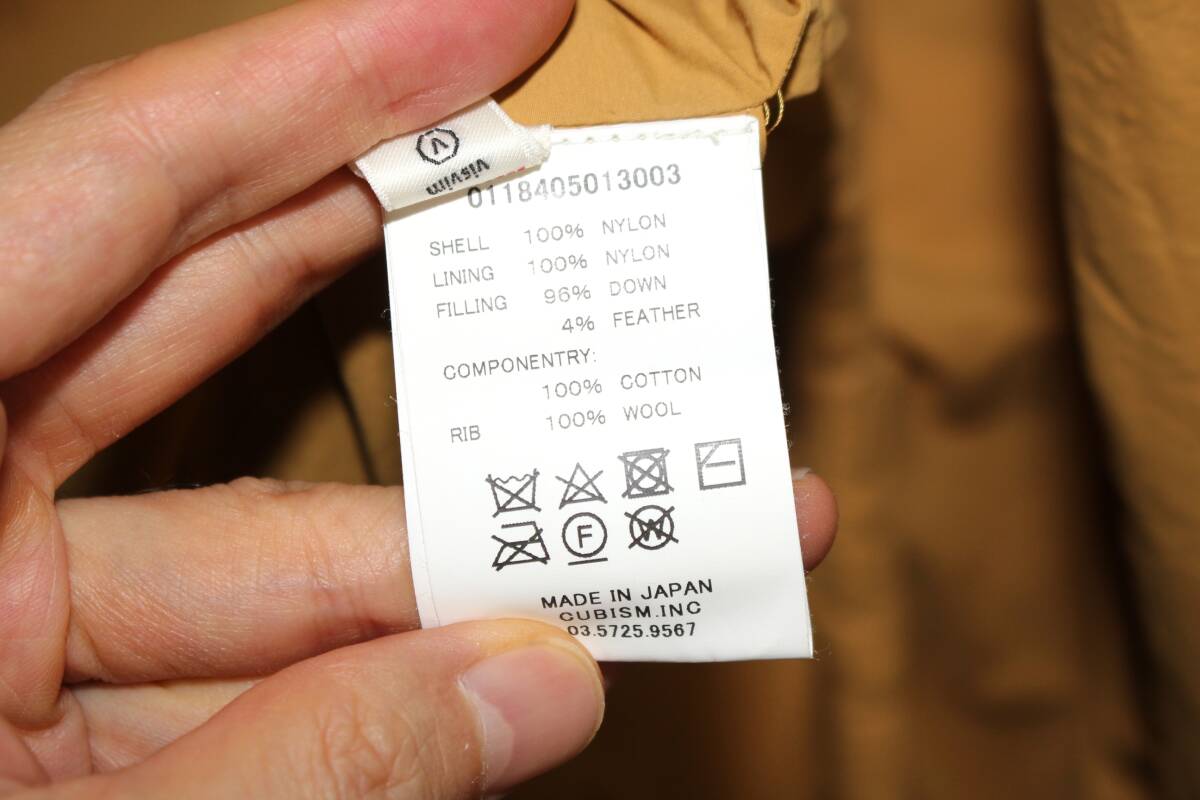 visvim
0118405013003
SHELL 100% NYLON
LINING 100% NYLON
FILLING 96% DOWN
4% FEATHER
COMPONENTRY:
100% COTTON
RIB 100% WOOL
F W
MADE IN JAPAN
CUBISM.INC
03.5725.9567